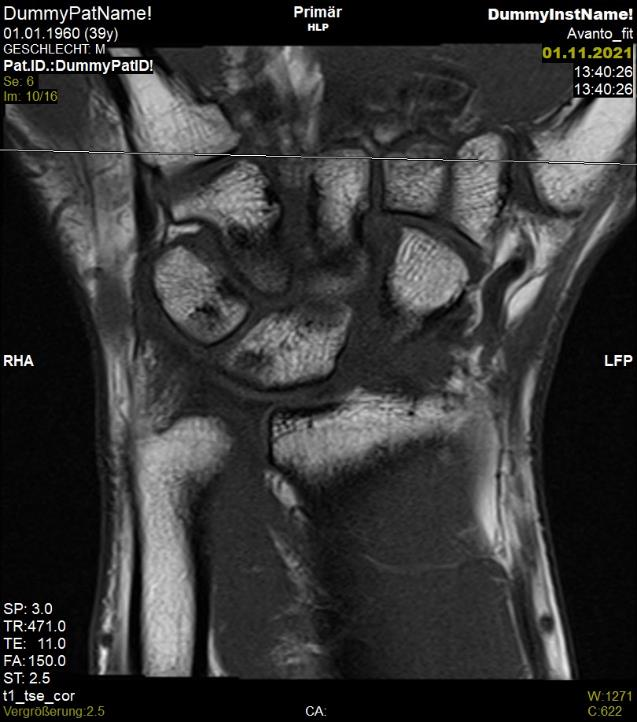 DummyPatName!
01.01.1960 (39y)
GESCHLECHT: M
Pat.ID.:DummyPatID!
Se: 6
Im: 10/16
Primär
HLP
DummyInstName!
Avanto_fit
01.11.2021
13:40:26
13:40:26
RHA
LFP
SP: 3.0
TR:471.0
TE: 11.0
FA:150.0
ST: 2.5
t1_tse_cor
Vergrößerung:2.5
CA:
W:1271
C:622